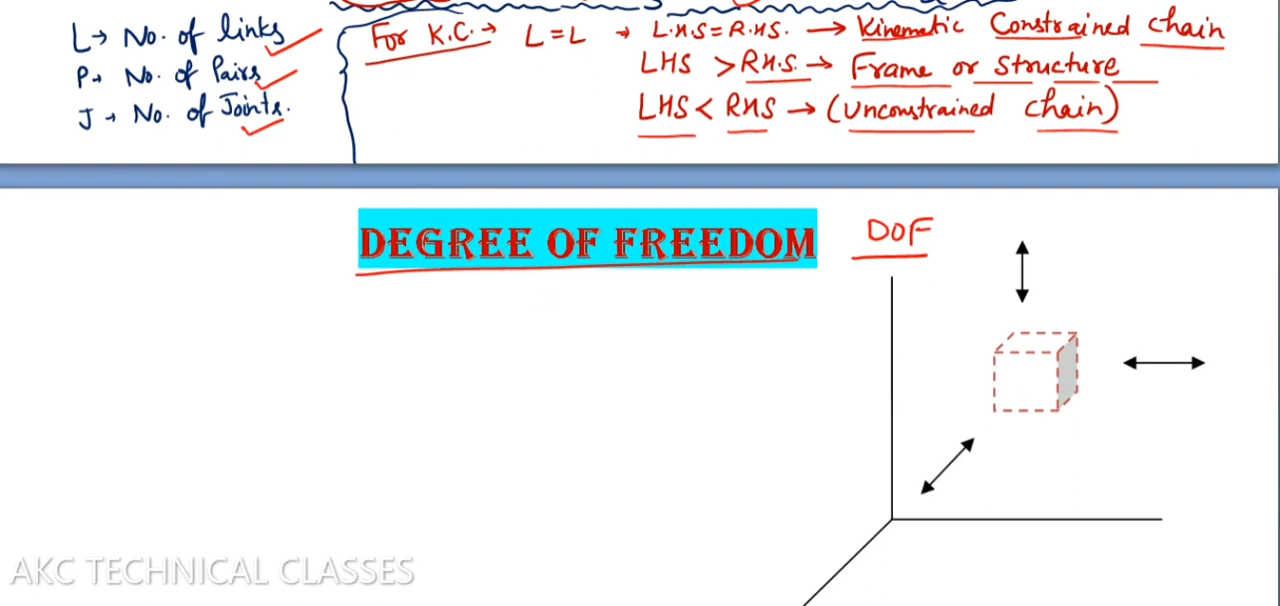 L→ No. of links
P→ No. of Pairs
J → No. of Joints.
For K.C.→ L=L → L.H.S=R.H.S. → Kinematic Constrained chain
LHS > R.H.S. → Frame or Structure
LHS < RHS → (Unconstrained chain)
DEGREE OF FREEDOM DOF
AKC TECHNICAL CLASSES